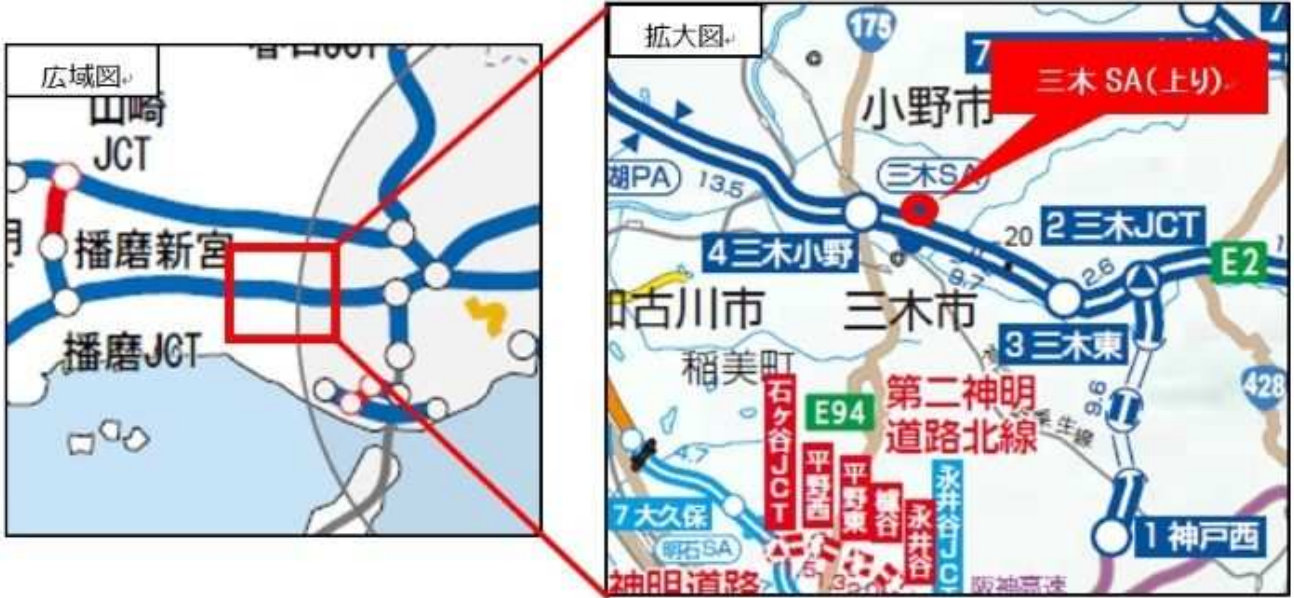 広域図
山崎
JCT
播磨新宮
播磨JCT
拡大図
175
三木 SA(上り)
小野市
三木SA
湖PA
13.5
4 三木小野
20
2 三木JCT
9.7
2.6
E2
三木市
3 三木東
稲美町
428
E94
第二神明
道路北線
9.6
石ヶ谷JCT
平野西
平野東
櫨谷
永井谷
永井谷JCT
4.7
7 大久保
明石SA
1 神戸西
神明道路
阪神高速